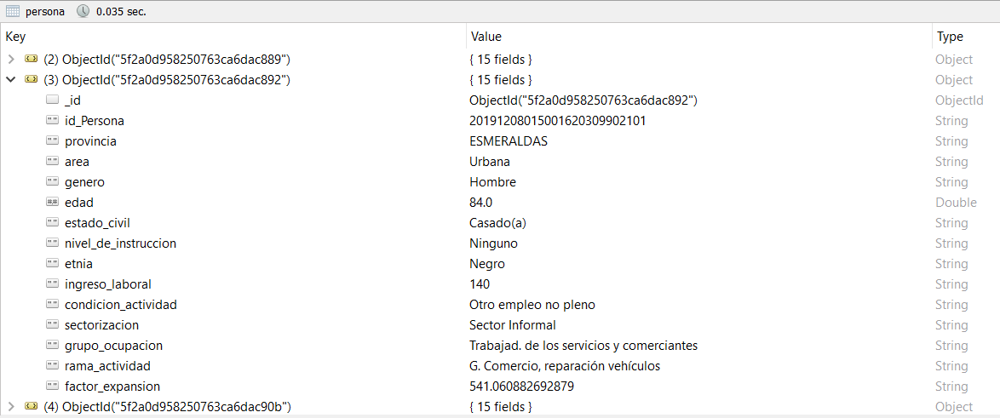 persona 0.035 sec.
Key Value Type
(2) ObjectId("5f2a0d958250763ca6dac889") { 15 fields } Object
(3) ObjectId("5f2a0d958250763ca6dac892") { 15 fields } Object
_id ObjectId("5f2a0d958250763ca6dac892") ObjectId
id_Persona 20191208015001620309902101 String
provincia ESMERALDAS String
area Urbana String
genero Hombre String
edad 84.0 Double
estado_civil Casado(a) String
nivel_de_instruccion Ninguno String
etnia Negro String
ingreso_laboral 140 String
condicion_actividad Otro empleo no pleno String
sectorizacion Sector Informal String
grupo_ocupacion Trabajad. de los servicios y comerciantes String
rama_actividad G. Comercio, reparación vehículos String
factor_expansion 541.060882692879 String
(4) ObjectId("5f2a0d958250763ca6dac90b") { 15 fields } Object